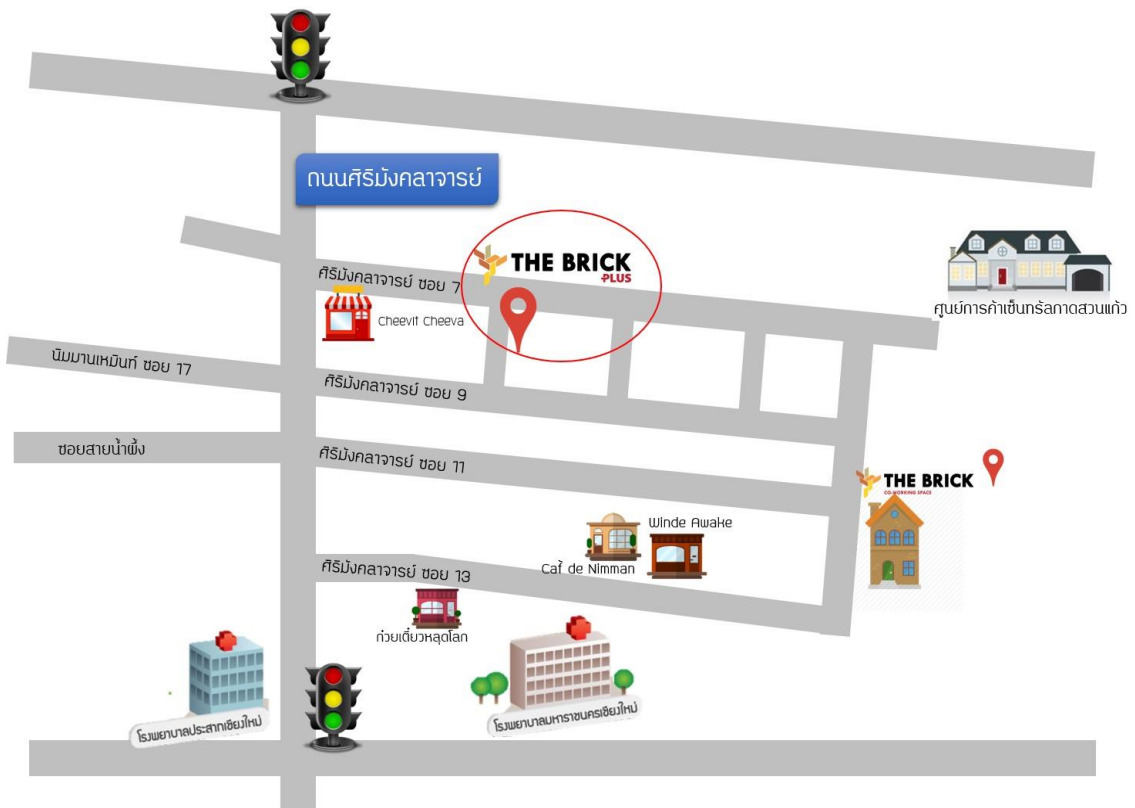 ถนนศิริมังคลาจารย์
THE BRICK
PLUS
ศิริมังคลาจารย์ ซอย 7
Cheevit Cheeva
ศูนย์การค้าเซ็นทรัลกาดสวนแก้ว
นิมมานเหมินท์ ซอย 17
ศิริมังคลาจารย์ ซอย 9
ซอยสายน้ำผึ้ง
ศิริมังคลาจารย์ ซอย 11
THE BRICK
CO-WORKING SPACE
Winde Awake
Caf้ de Nimman
ศิริมังคลาจารย์ ซอย 13
ก๋วยเตี๋ยวหลุดโลก
โรงพยาบาลประสาทเชียงใหม่
โรงพยาบาลมหาราชนครเชียงใหม่